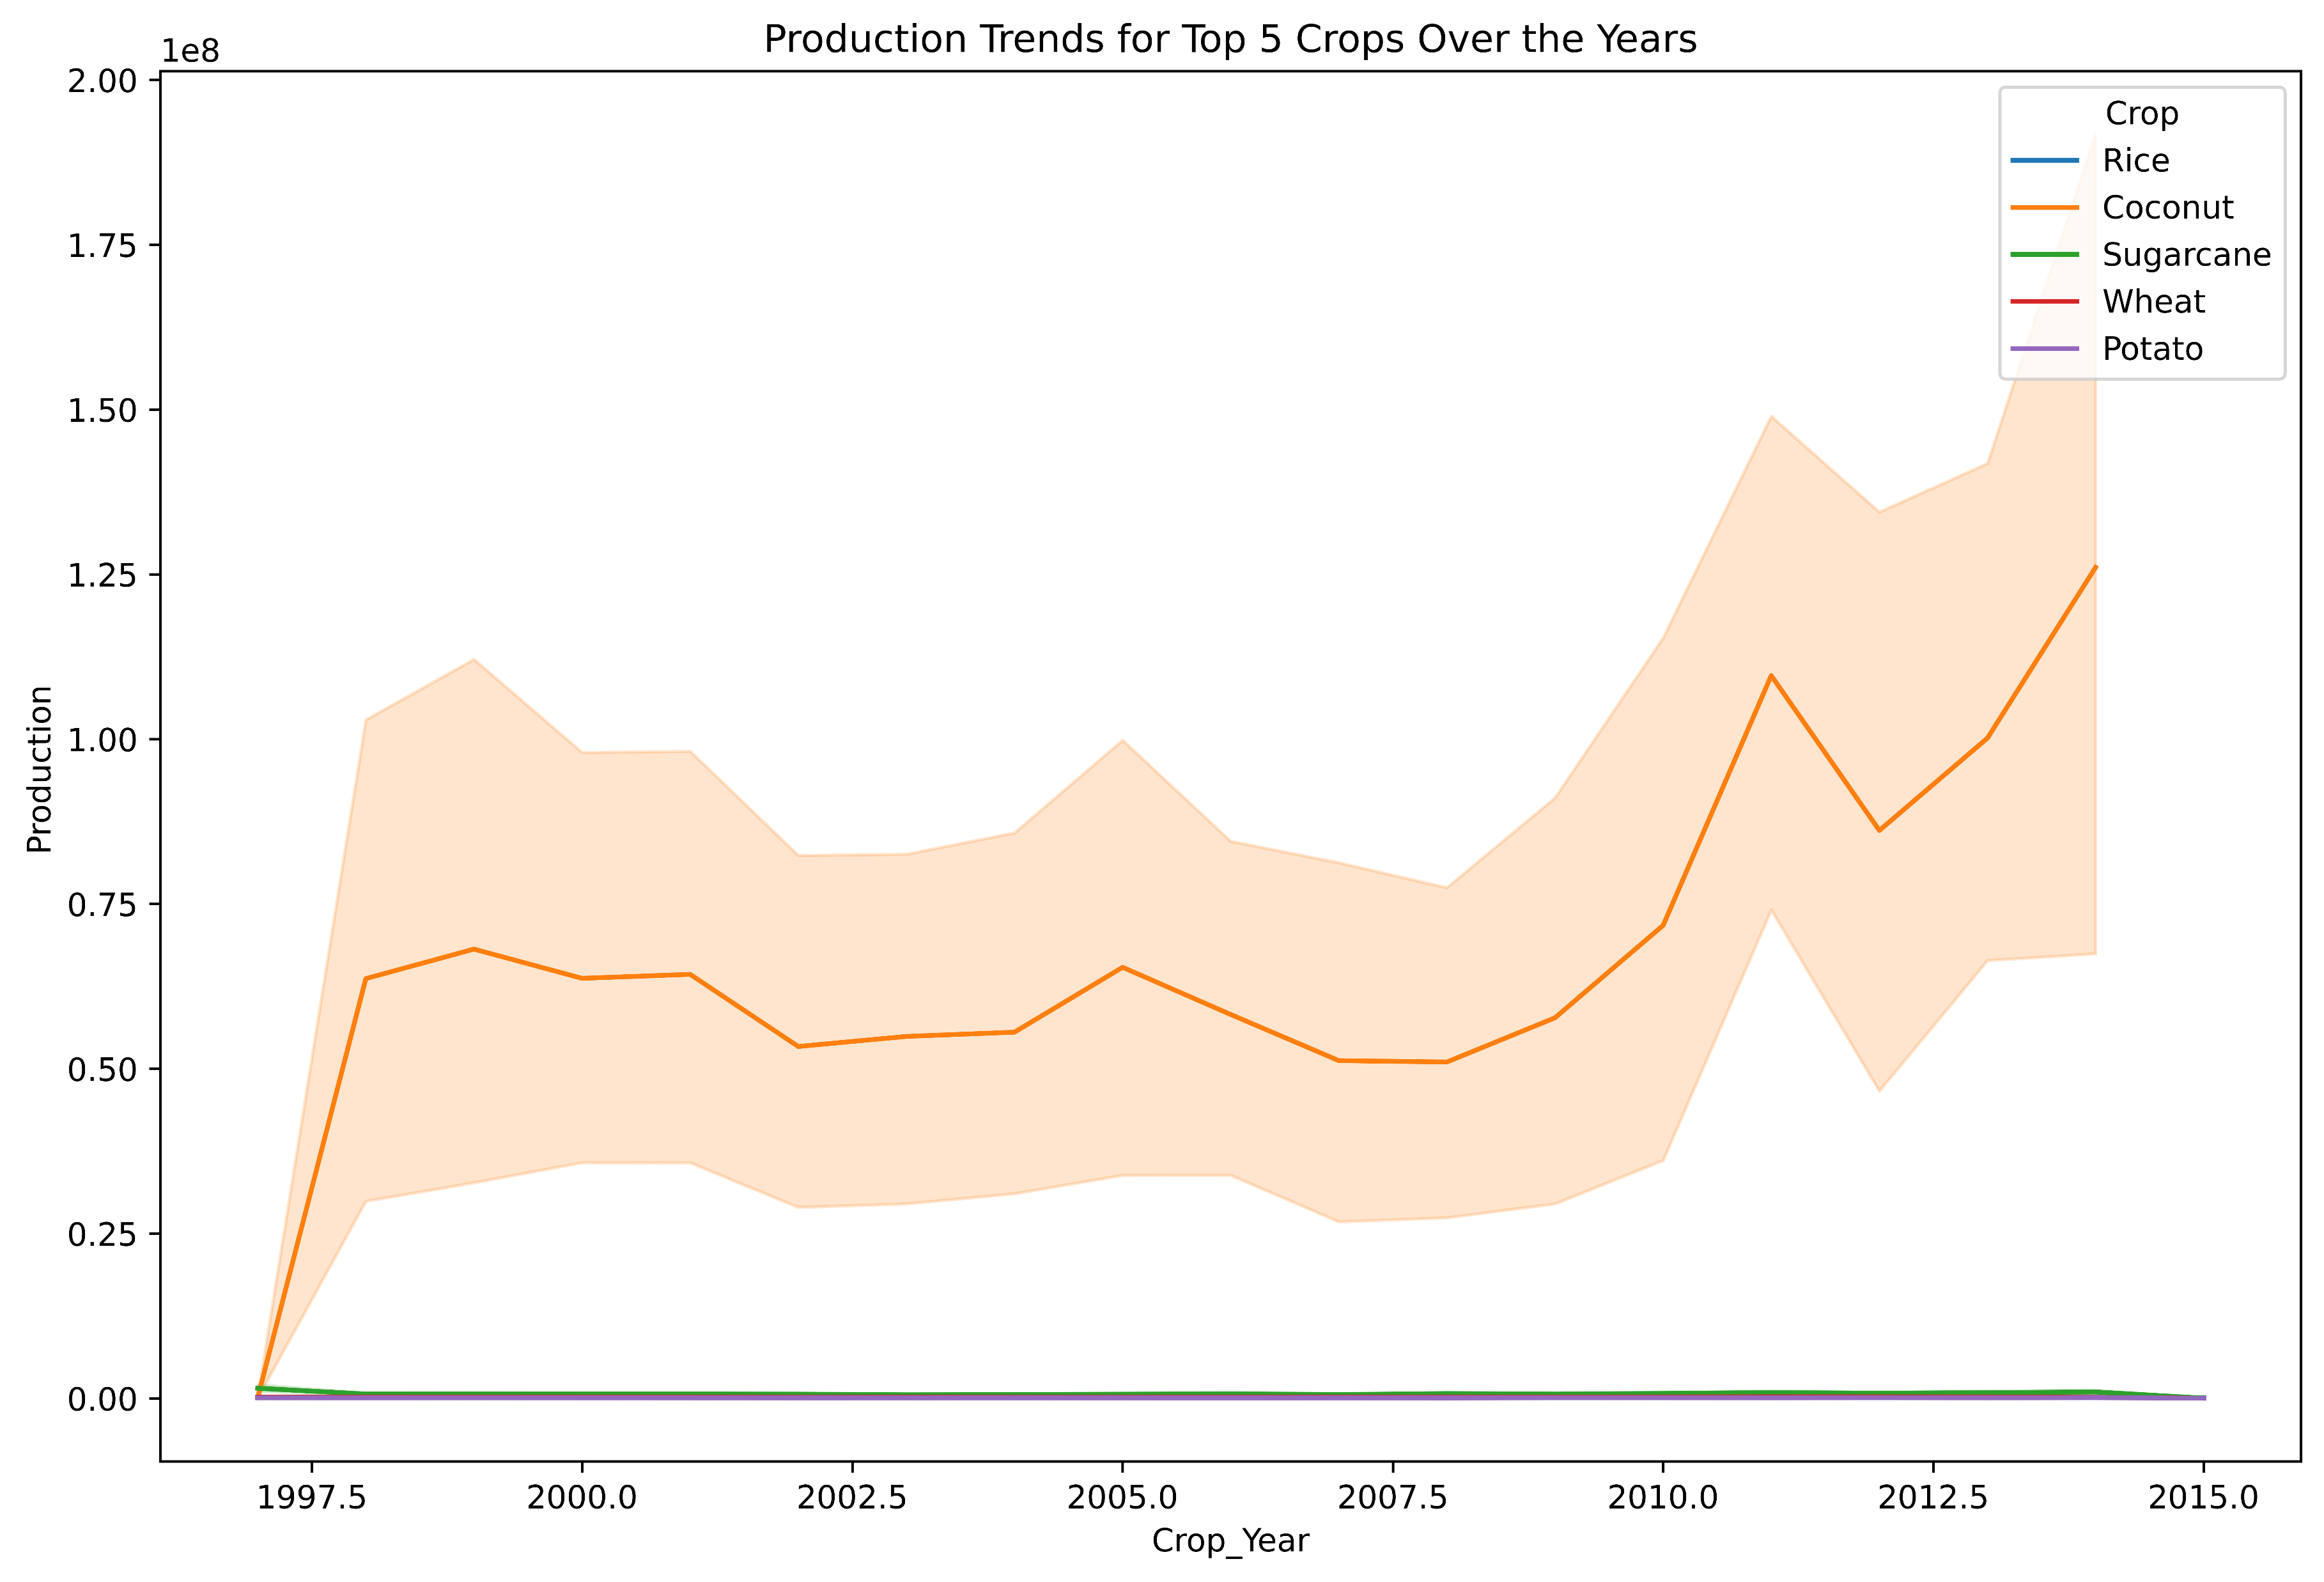 Production Trends for Top 5 Crops Over the Years
1e8
2.00
1.75
1.50
1.25
1.00
0.75
0.50
0.25
0.00
Production
Crop
Rice
Coconut
Sugarcane
Wheat
Potato
1997.5 2000.0 2002.5 2005.0 2007.5 2010.0 2012.5 2015.0
Crop_Year